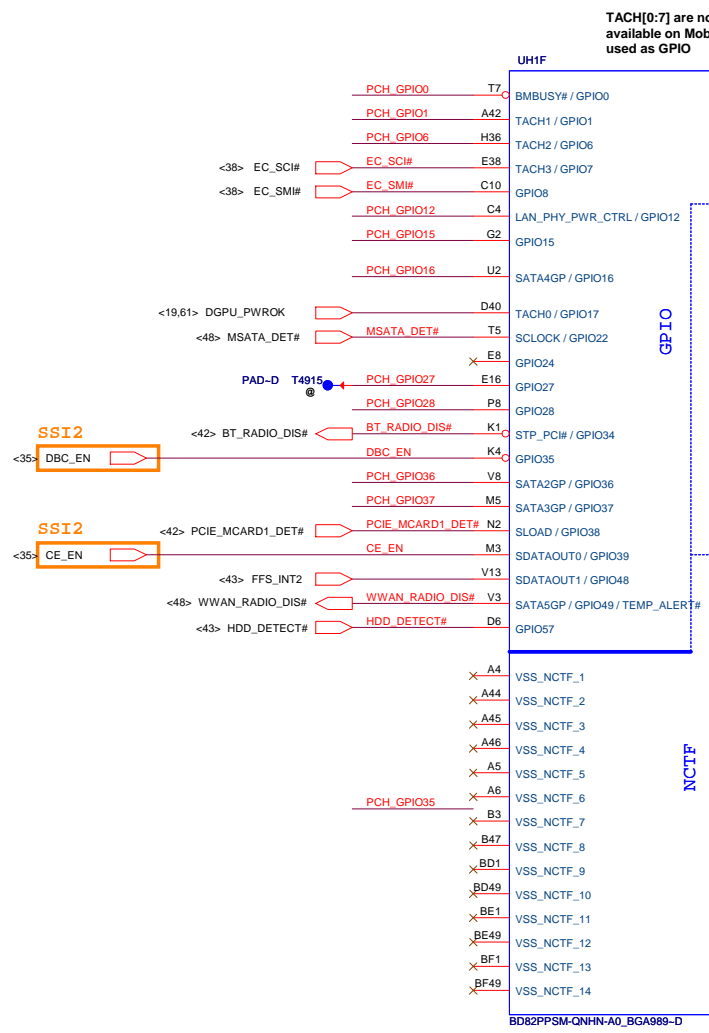 TACH[0:7] are no
available on Mob
used as GPIO
UH1F
PCH_GPIO0 T7 BMBUSY# / GPIO0
PCH_GPIO1 A42 TACH1 / GPIO1
PCH_GPIO6 H36 TACH2 / GPIO6
<38> EC_SCI# EC_SCI# E38 TACH3 / GPIO7
<38> EC_SMI# EC_SMI# C10 GPIO8
PCH_GPIO12 C4 LAN_PHY_PWR_CTRL / GPIO12
PCH_GPIO15 G2 GPIO15
PCH_GPIO16 U2 SATA4GP / GPIO16
<19,61> DGPU_PWROK D40 TACH0 / GPIO17
<48> MSATA_DET# MSATA_DET# T5 SCLOCK / GPIO22
GPIO
E8 GPIO24
PAD~D T4915 PCH_GPIO27 E16 GPIO27
@
PCH_GPIO28 P8 GPIO28
SSI2
<42> BT_RADIO_DIS# BT_RADIO_DIS# K1 STP_PCI# / GPIO34
<35> DBC_EN DBC_EN K4 GPIO35
PCH_GPIO36 V8 SATA2GP / GPIO36
PCH_GPIO37 M5 SATA3GP / GPIO37
SSI2
<42> PCIE_MCARD1_DET# PCIE_MCARD1_DET# N2 SLOAD / GPIO38
<35> CE_EN CE_EN M3 SDATAOUT0 / GPIO39
<43> FFS_INT2 V13 SDATAOUT1 / GPIO48
<48> WWAN_RADIO_DIS# WWAN_RADIO_DIS# V3 SATA5GP / GPIO49 / TEMP_ALERT#
<43> HDD_DETECT# HDD_DETECT# D6 GPIO57
A4 VSS_NCTF_1
A44 VSS_NCTF_2
A45 VSS_NCTF_3
A46 VSS_NCTF_4
NCTF
A5 VSS_NCTF_5
A6 VSS_NCTF_6
PCH_GPIO35
B3 VSS_NCTF_7
B47 VSS_NCTF_8
BD1 VSS_NCTF_9
BD49 VSS_NCTF_10
BE1 VSS_NCTF_11
BE49 VSS_NCTF_12
BF1 VSS_NCTF_13
BF49 VSS_NCTF_14
BD82PPSM-QNHN-A0_BGA989~D